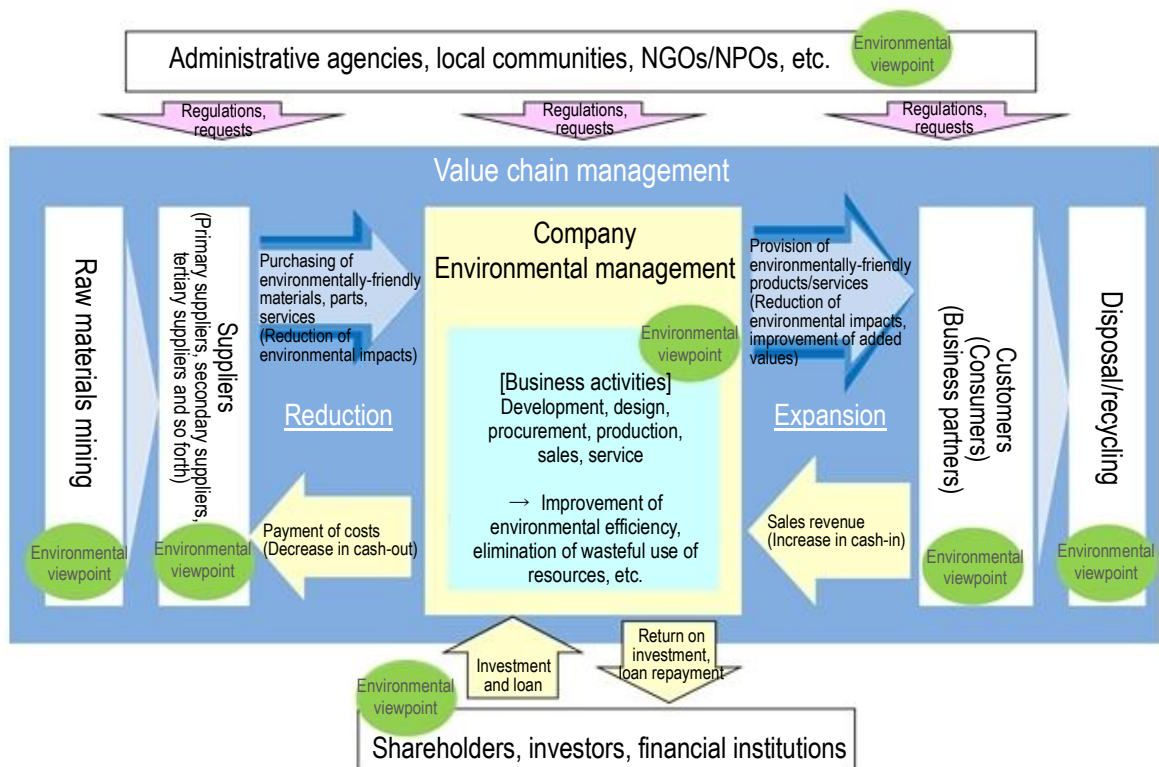 Administrative agencies, local communities, NGOs/NPOs, etc.
Environmental
viewpoint
Regulations,
requests
Regulations,
requests
Regulations,
requests
Value chain management
Raw materials mining
Environmental
viewpoint
Suppliers
(Primary suppliers, secondary suppliers,
tertiary suppliers and so forth)
Environmental
viewpoint
Purchasing of
environmentally-friendly
materials, parts,
services
(Reduction of
environmental impacts)
Reduction
Payment of costs
(Decrease in cash-out)
Company
Environmental management
Environmental
viewpoint
[Business activities]
Development, design,
procurement, production,
sales, service
→ Improvement of
environmental efficiency,
elimination of wasteful use of
resources, etc.
Provision of
environmentally-friendly
products/services
(Reduction of
environmental impacts,
improvement of added
values)
Expansion
Sales revenue
(Increase in cash-in)
Customers
(Consumers)
(Business partners)
Environmental
viewpoint
Disposal/recycling
Environmental
viewpoint
Investment
and loan
Return on
investment,
loan repayment
Environmental
viewpoint
Shareholders, investors, financial institutions